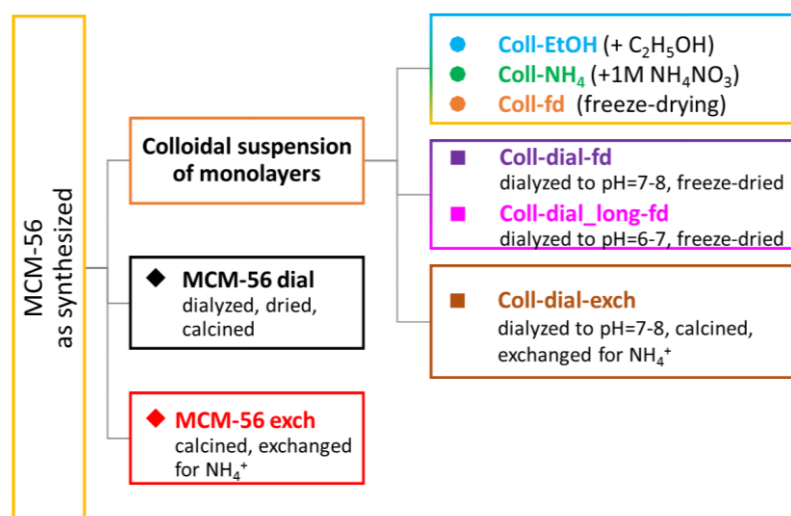 MCM-56
as synthesized
Colloidal suspension
of monolayers
MCM-56 dial
dialyzed, dried,
calcined
MCM-56 exch
calcined, exchanged
for NH₄⁺
Coll-EtOH (+ C₂H₅OH)
Coll-NH₄ (+1M NH₄NO₃)
Coll-fd (freeze-drying)
Coll-dial-fd
dialyzed to pH=7-8, freeze-dried
Coll-dial_long-fd
dialyzed to pH=6-7, freeze-dried
Coll-dial-exch
dialyzed to pH=7-8, calcined,
exchanged for NH₄⁺